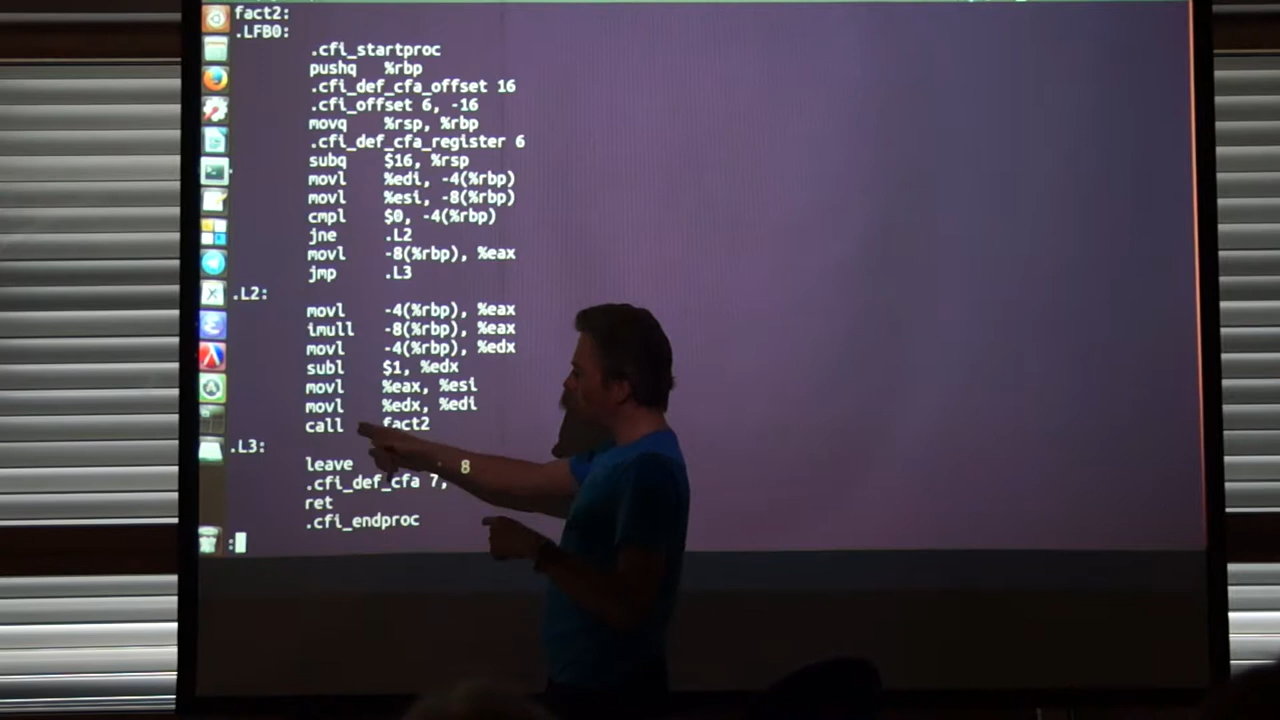 fact2:
.LFB0:
.cfi_startproc
pushq %rbp
.cfi_def_cfa_offset 16
.cfi_offset 6, -16
movq %rsp, %rbp
.cfi_def_cfa_register 6
subq $16, %rsp
movl %edi, -4(%rbp)
movl %esi, -8(%rbp)
cmpl $0, -4(%rbp)
jne .L2
movl -8(%rbp), %eax
jmp .L3
.L2:
movl -4(%rbp), %eax
imull -8(%rbp), %eax
movl -4(%rbp), %edx
subl $1, %edx
movl %eax, %esi
movl %edx, %edi
call fact2
.L3:
leave
.cfi_def_cfa 7, 8
ret
.cfi_endproc
: